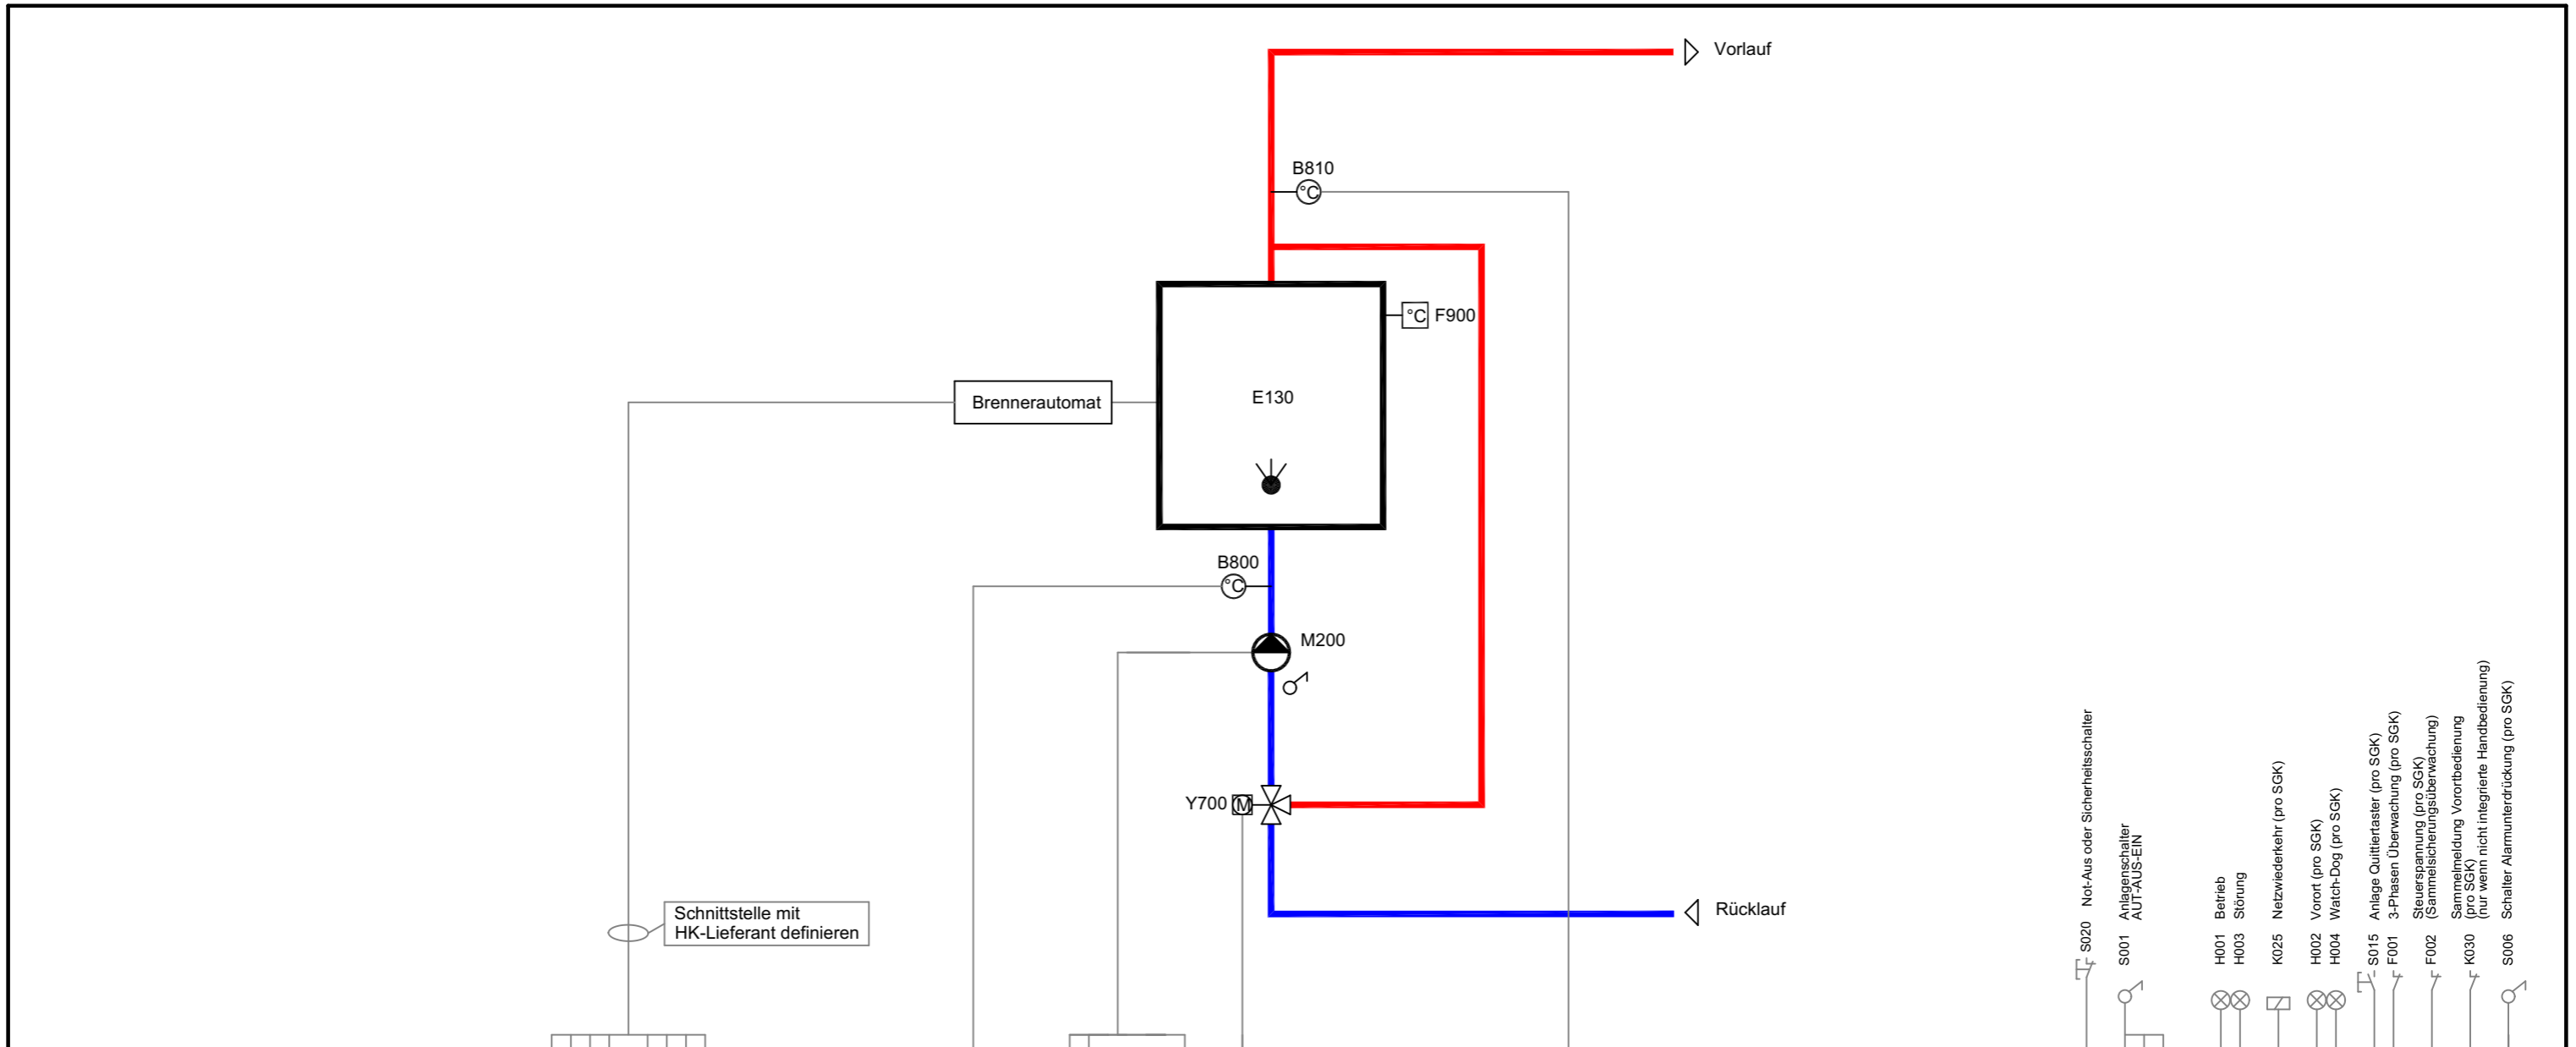 Vorlauf
B810
°C
°C F900
Brennerautomat
E130
B800
°C
M200
Y700 M
Schnittstelle mit
HK-Lieferant definieren
Rücklauf
S020 Not-Aus oder Sicherheitsschalter
S001 Anlagenschalter
AUT-AUS-EIN
H001 Betrieb
H003 Störung
K025 Netzwiederkehr (pro SGK)
H002 Vorort (pro SGK)
H004 Watch-Dog (pro SGK)
S015 Anlage Quittiertaster (pro SGK)
F001 3-Phasen Überwachung (pro SGK)
F002 Steuerspannung (pro SGK)
(Sammelsicherungsüberwachung)
K030 Sammelmeldung Vorortbedienung
(pro SGK)
(nur wenn nicht integrierte Handbedienung)
S006 Schalter Alarmunterdrückung (pro SGK)